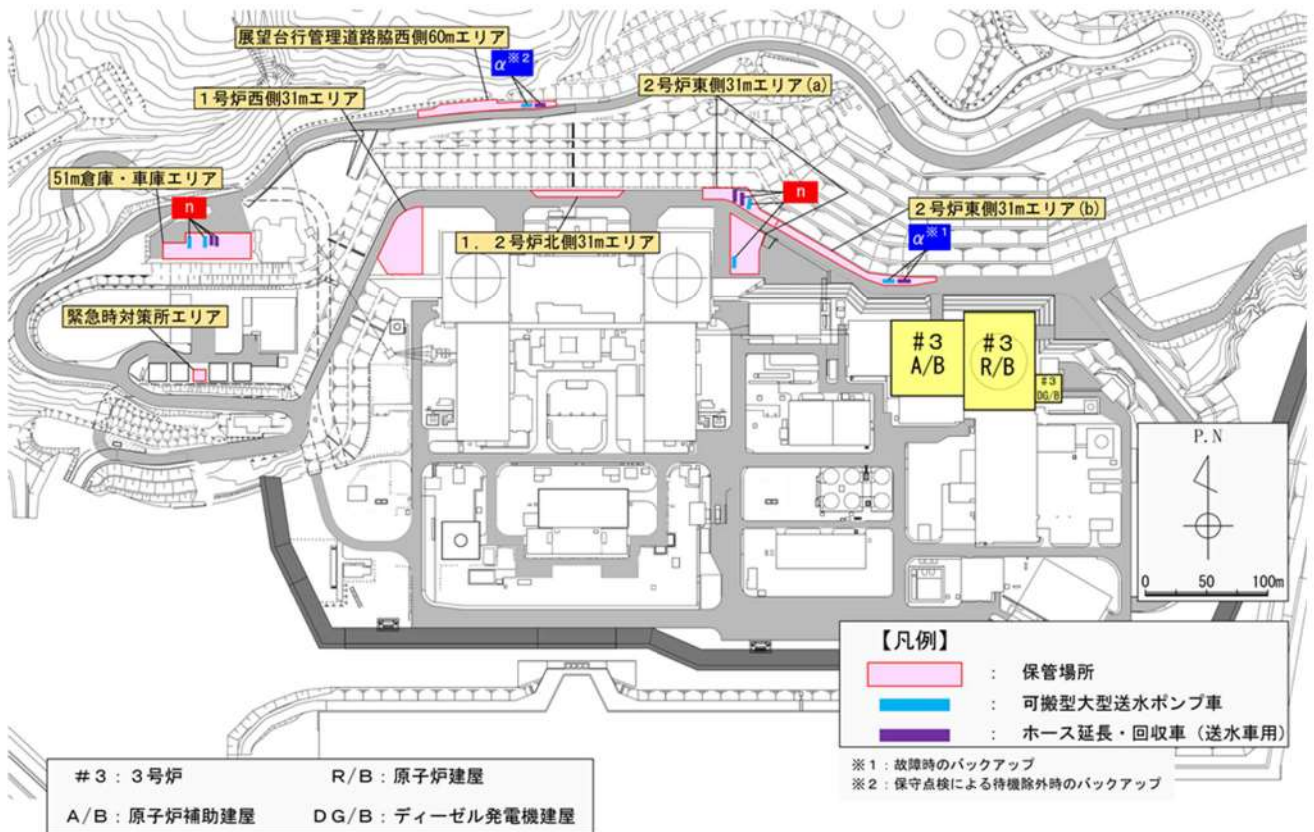 展望台行管理道路脇西側60mエリア
α※2
1号炉西側31mエリア
2号炉東側31mエリア(a)
51m倉庫・車庫エリア
n
n
2号炉東側31mエリア(b)
1．2号炉北側31mエリア
α※1
緊急時対策所エリア
#3
A/B
#3
R/B
#3
DG/B
P.N
0 50 100m
【凡例】
： 保管場所
： 可搬型大型送水ポンプ車
： ホース延長・回収車（送水車用）
※1：故障時のバックアップ
※2：保守点検による待機除外時のバックアップ
#3：3号炉 R/B：原子炉建屋
A/B：原子炉補助建屋 DG/B：ディーゼル発電機建屋